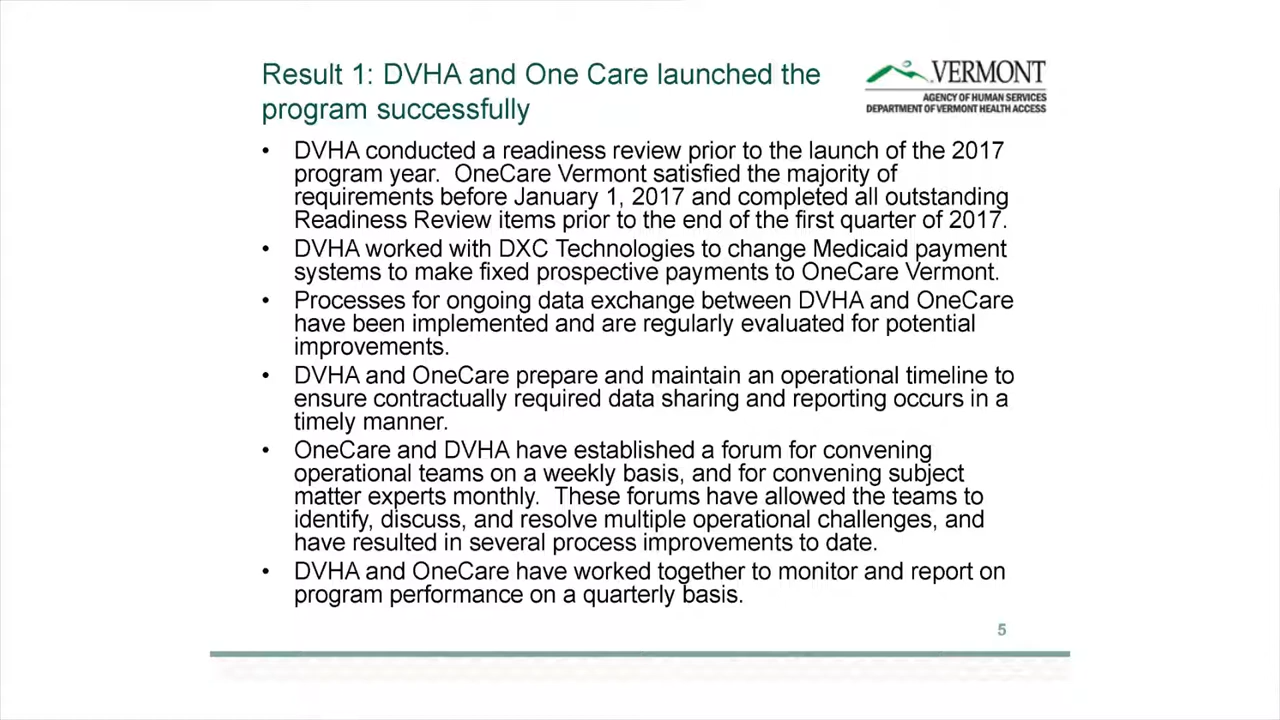 Result 1: DVHA and One Care launched the
program successfully
VERMONT
AGENCY OF HUMAN SERVICES
DEPARTMENT OF VERMONT HEALTH ACCESS
• DVHA conducted a readiness review prior to the launch of the 2017
program year.  OneCare Vermont satisfied the majority of
requirements before January 1, 2017 and completed all outstanding
Readiness Review items prior to the end of the first quarter of 2017.
• DVHA worked with DXC Technologies to change Medicaid payment
systems to make fixed prospective payments to OneCare Vermont.
• Processes for ongoing data exchange between DVHA and OneCare
have been implemented and are regularly evaluated for potential
improvements.
• DVHA and OneCare prepare and maintain an operational timeline to
ensure contractually required data sharing and reporting occurs in a
timely manner.
• OneCare and DVHA have established a forum for convening
operational teams on a weekly basis, and for convening subject
matter experts monthly.  These forums have allowed the teams to
identify, discuss, and resolve multiple operational challenges, and
have resulted in several process improvements to date.
• DVHA and OneCare have worked together to monitor and report on
program performance on a quarterly basis.
5